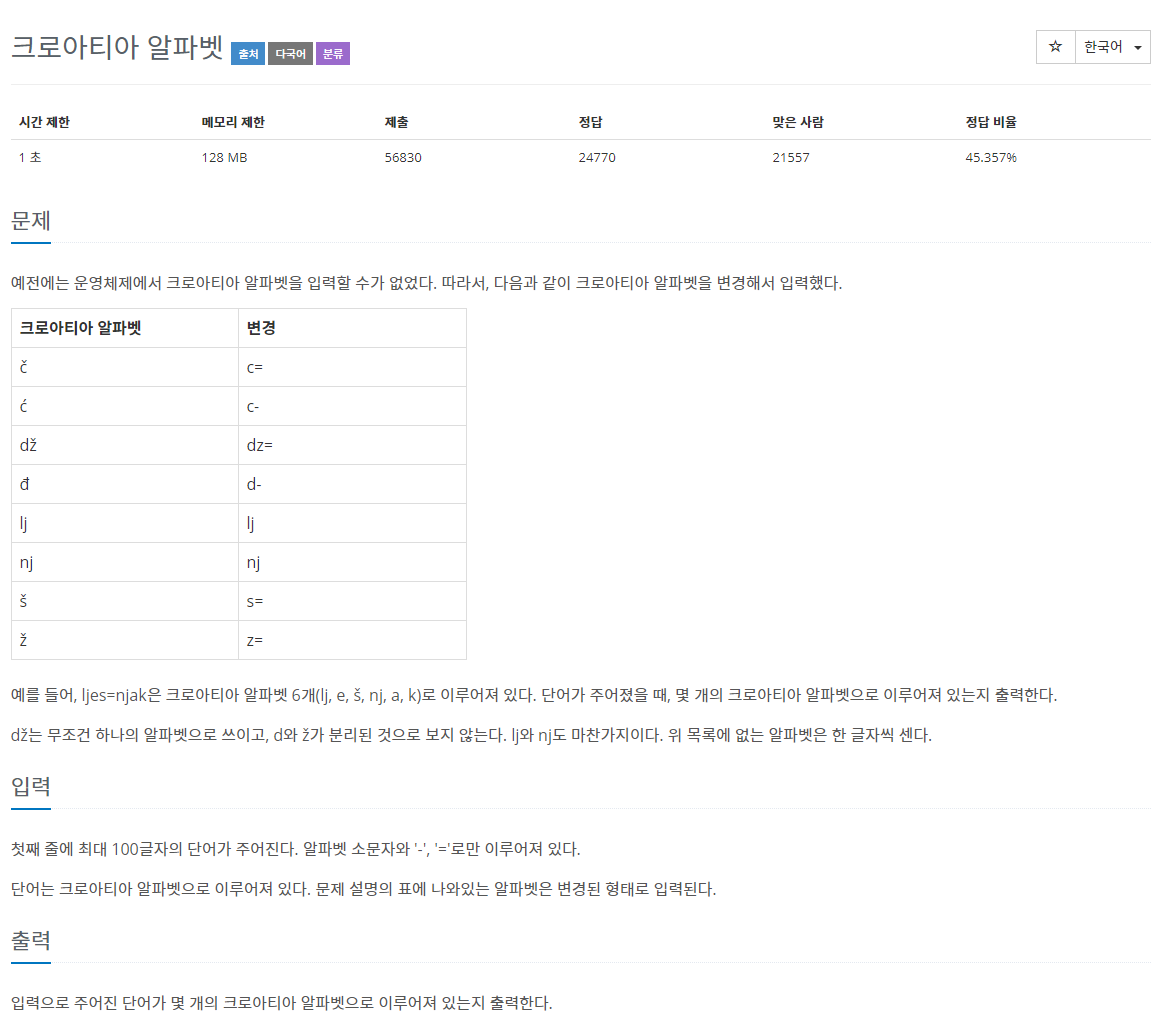 크로아티아 알파벳 출처 다국어 분류
☆ 한국어
시간 제한 메모리 제한 제출 정답 맞은 사람 정답 비율
1 초 128 MB 56830 24770 21557 45.357%
문제
예전에는 운영체제에서 크로아티아 알파벳을 입력할 수가 없었다. 따라서, 다음과 같이 크로아티아 알파벳을 변경해서 입력했다.
크로아티아 알파벳 변경
č c=
ć c-
dž dz=
đ d-
lj lj
nj nj
š s=
ž z=
예를 들어, ljes=njak은 크로아티아 알파벳 6개(lj, e, š, nj, a, k)로 이루어져 있다. 단어가 주어졌을 때, 몇 개의 크로아티아 알파벳으로 이루어져 있는지 출력한다.
dž는 무조건 하나의 알파벳으로 쓰이고, d와 ž가 분리된 것으로 보지 않는다. lj와 nj도 마찬가지이다. 위 목록에 없는 알파벳은 한 글자씩 센다.
입력
첫째 줄에 최대 100글자의 단어가 주어진다. 알파벳 소문자와 '-', '='로만 이루어져 있다.
단어는 크로아티아 알파벳으로 이루어져 있다. 문제 설명의 표에 나와있는 알파벳은 변경된 형태로 입력된다.
출력
입력으로 주어진 단어가 몇 개의 크로아티아 알파벳으로 이루어져 있는지 출력한다.